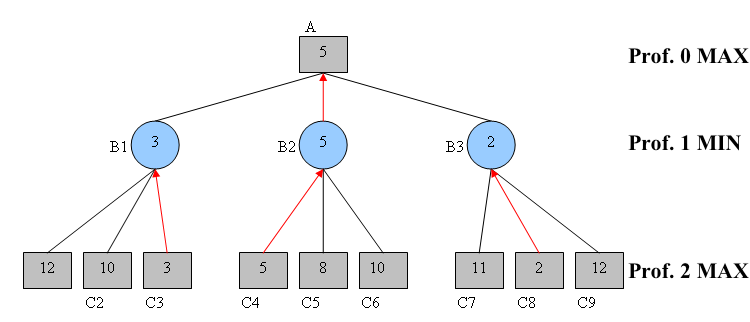 A
5
Prof. 0 MAX
B1
3
B2
5
B3
2
Prof. 1 MIN
12
10
3
5
8
10
11
2
12
Prof. 2 MAX
C2
C3
C4
C5
C6
C7
C8
C9